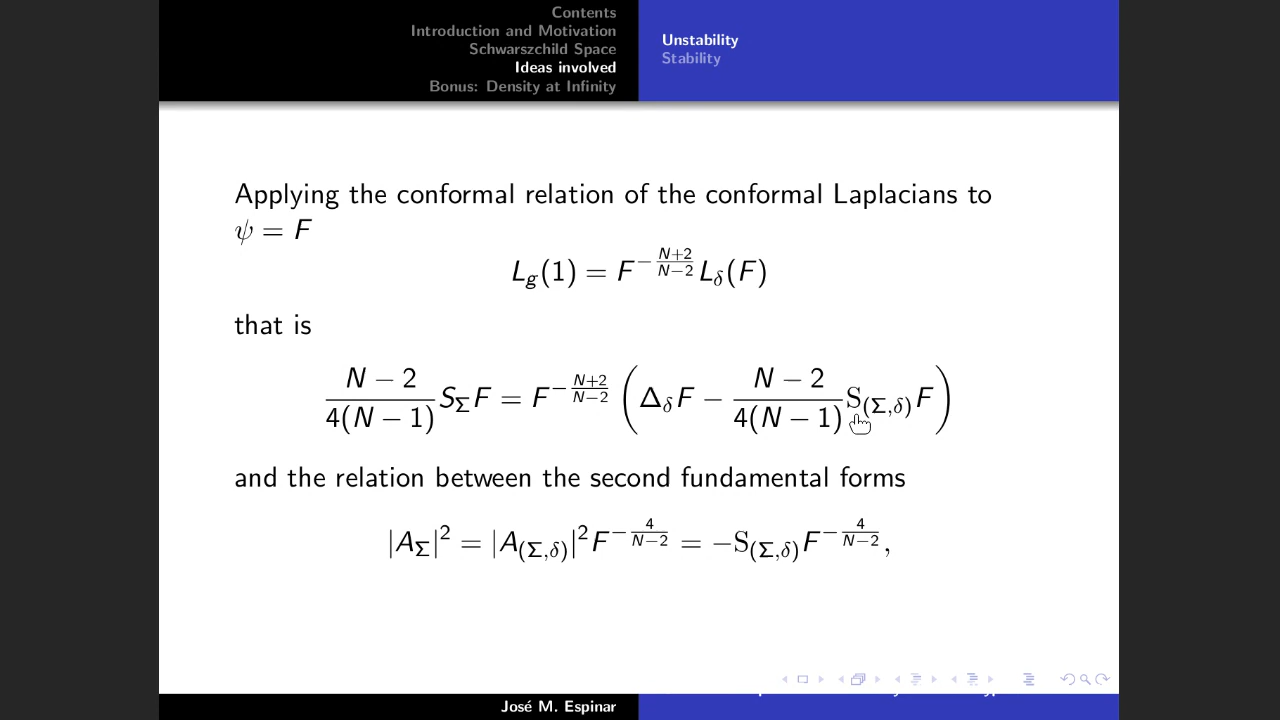 Contents
Introduction and Motivation
Schwarszchild Space
Ideas involved
Bonus: Density at Infinity
Unstability
Stability
Applying the conformal relation of the conformal Laplacians to
ψ = F
L_g(1) = F^{-\frac{N+2}{N-2}} L_δ(F)
that is
\frac{N-2}{4(N-1)} S_Σ F = F^{-\frac{N+2}{N-2}} \left( Δ_δ F - \frac{N-2}{4(N-1)} S_{(Σ,δ)} F \right)
and the relation between the second fundamental forms
|A_Σ|^2 = |A_{(Σ,δ)}|^2 F^{-\frac{4}{N-2}} = -S_{(Σ,δ)} F^{-\frac{4}{N-2}},
José M. Espinar